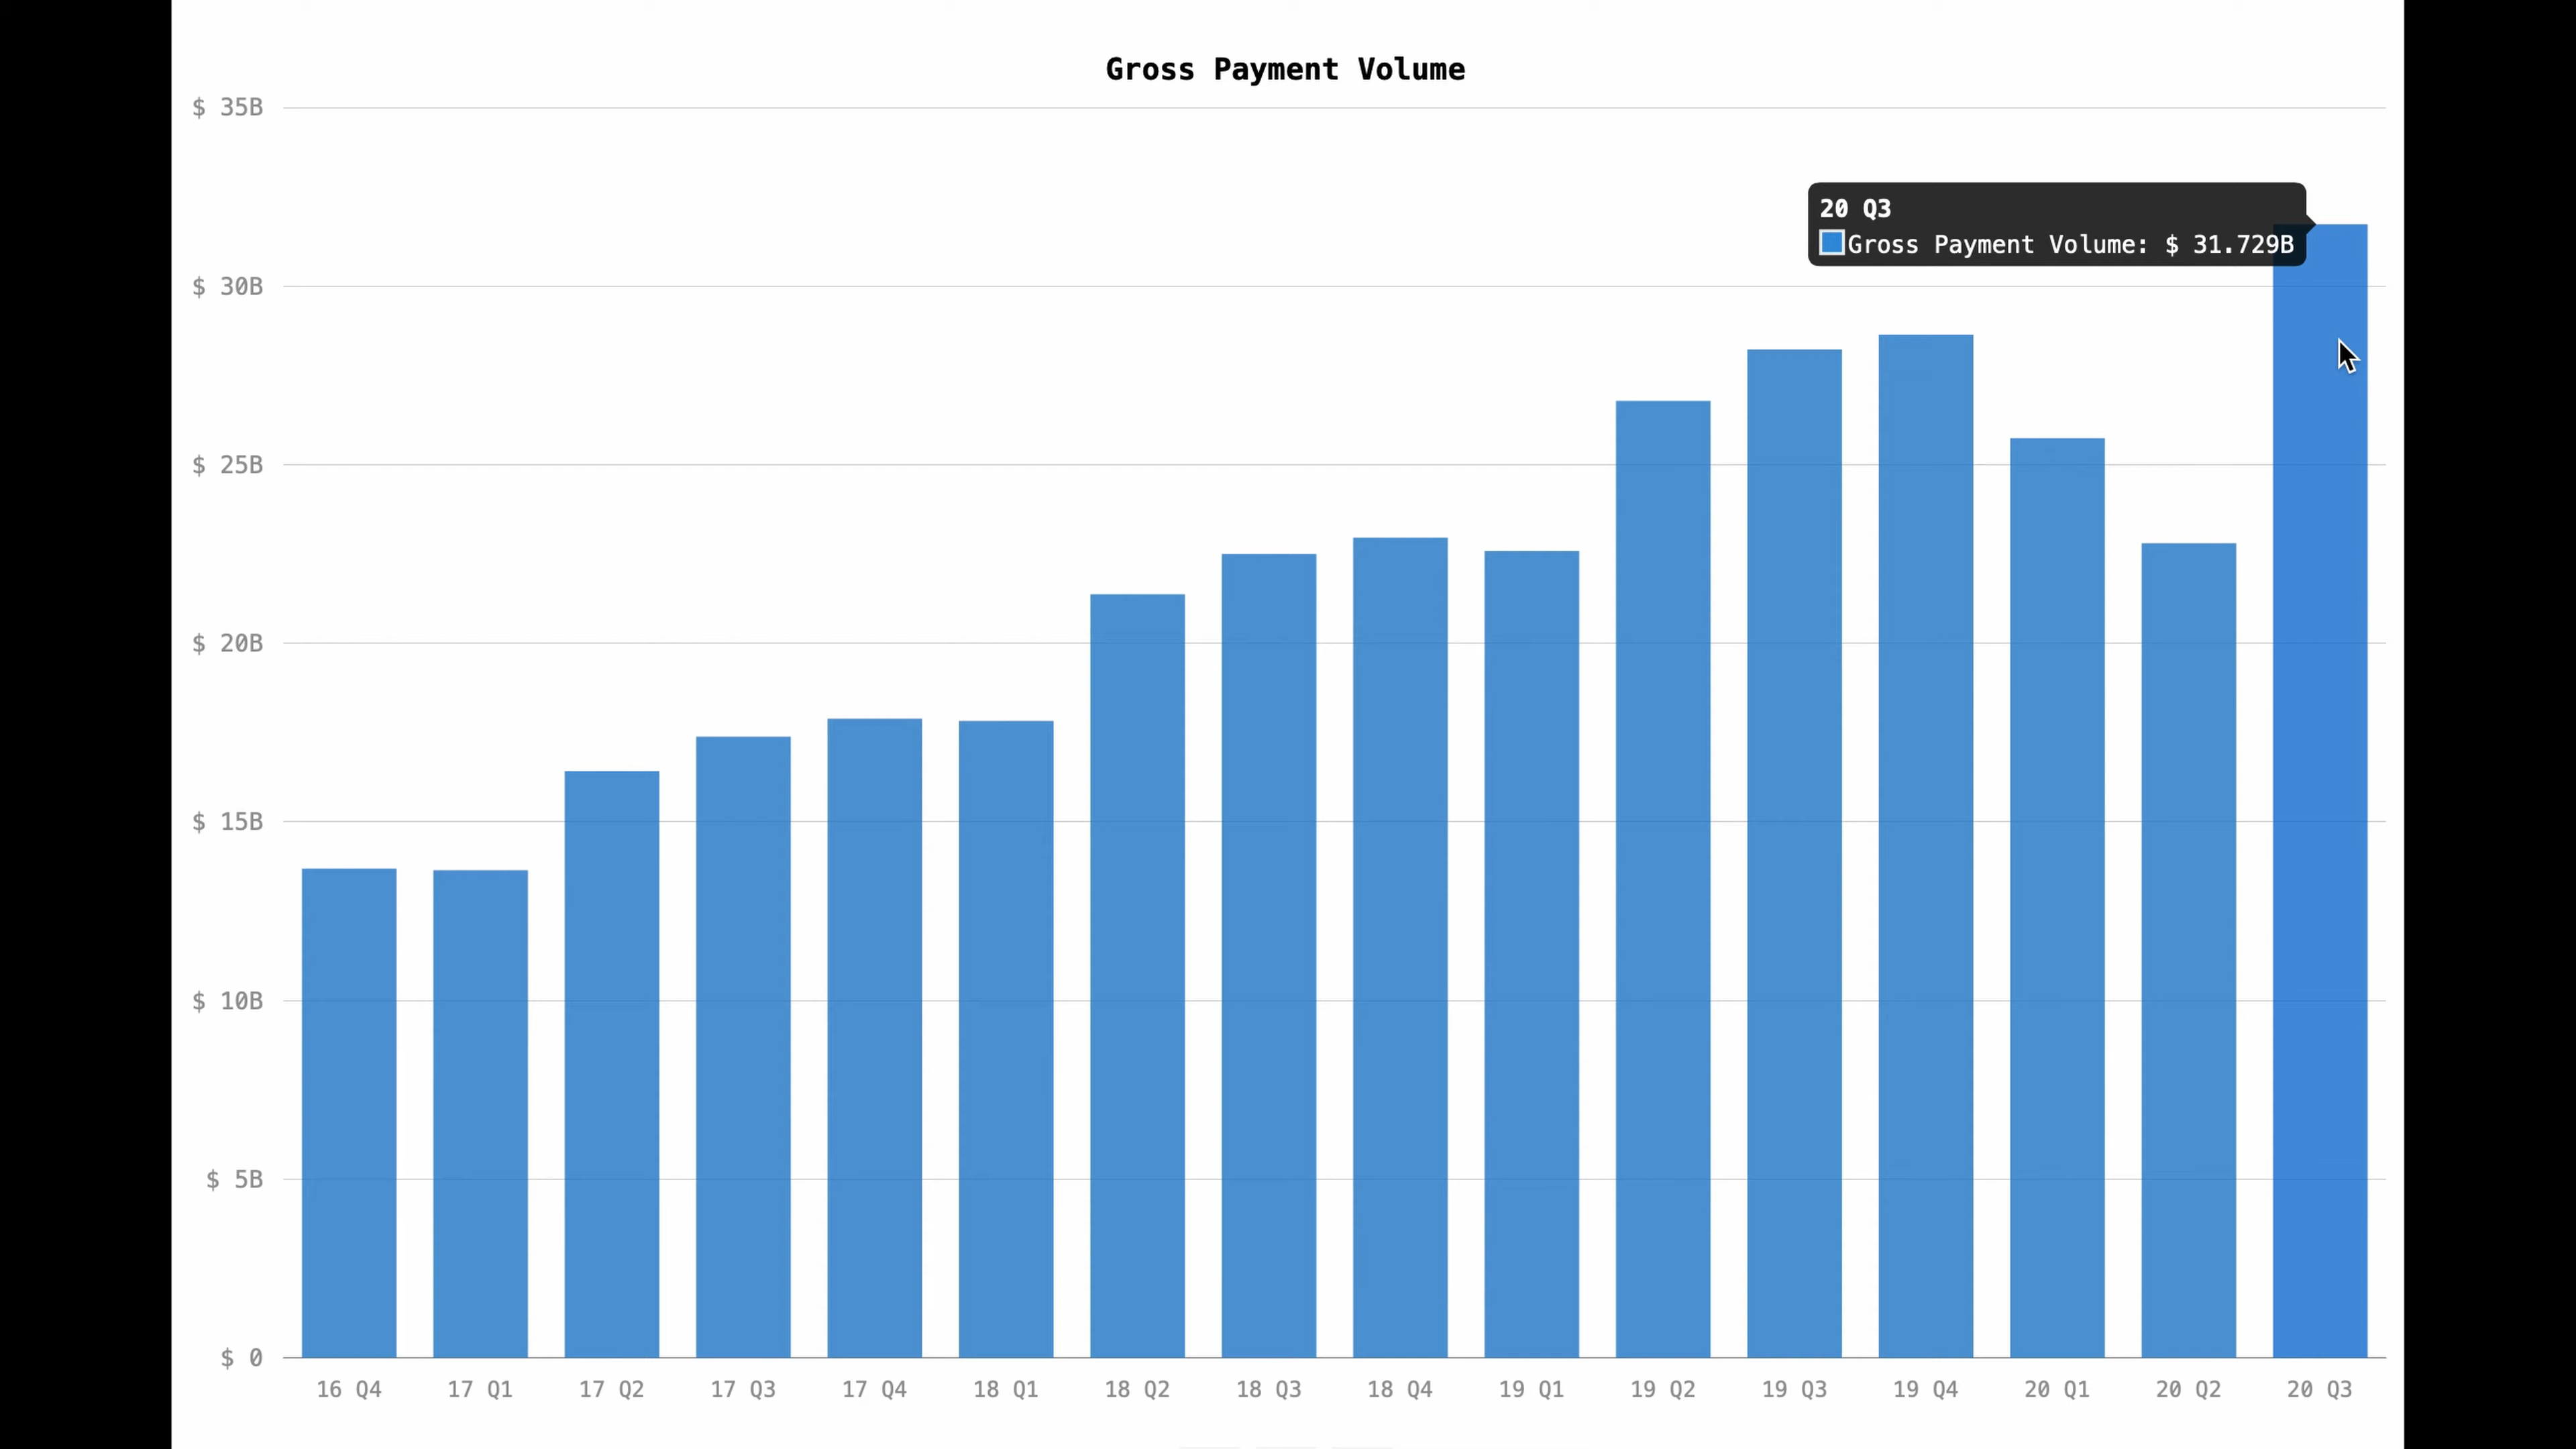 Gross Payment Volume
$ 35B
20 Q3
Gross Payment Volume: $ 31.729B
$ 30B
$ 25B
$ 20B
$ 15B
$ 10B
$ 5B
$ 0
16 Q4 17 Q1 17 Q2 17 Q3 17 Q4 18 Q1 18 Q2 18 Q3 18 Q4 19 Q1 19 Q2 19 Q3 19 Q4 20 Q1 20 Q2 20 Q3